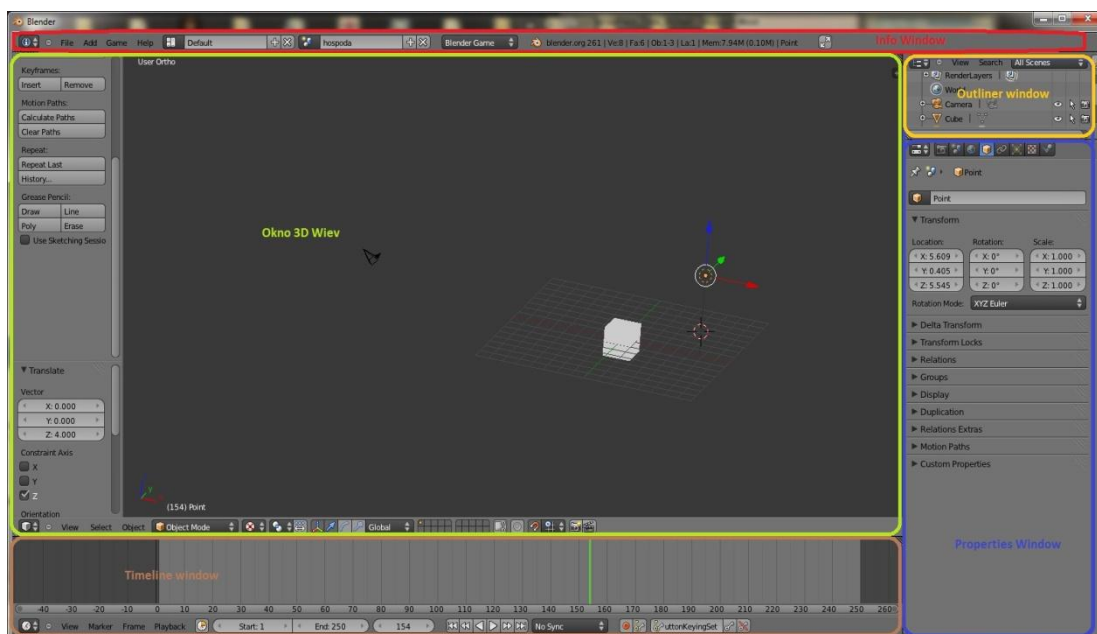 Blender
File Add Game Help Default hospoda Blender Game blender.org 261 | Ve:8 | Fa:6 | Ob:1-3 | La:1 | Mem:7.94M (0.10M) | Point
Info Window
User Ortho
Keyframes:
Insert Remove
Motion Paths:
Calculate Paths
Clear Paths
Repeat:
Repeat Last
History...
Grease Pencil:
Draw Line
Poly Erase
Use Sketching Sessio
Okno 3D Wiev
Translate
Vector
X: 0.000
Y: 0.000
Z: 4.000
Constraint Axis
X
Y
Z
Orientation
(154) Point
View Select Object Object Mode Global
View Search All Scenes
RenderLayers
Outliner window
Camera
Cube
Point
Point
Transform
Location: Rotation: Scale:
X: 5.609 X: 0° X: 1.000
Y: 0.405 Y: 0° Y: 1.000
Z: 5.545 Z: 0° Z: 1.000
Rotation Mode: XYZ Euler
Delta Transform
Transform Locks
Relations
Groups
Display
Duplication
Relations Extras
Motion Paths
Custom Properties
Properties Window
Timeline window
-40 -30 -20 -10 0 10 20 30 40 50 60 70 80 90 100 110 120 130 140 150 160 170 180 190 200 210 220 230 240 250 260
View Marker Frame Playback Start: 1 End: 250 154 No Sync uttonKeyingSet